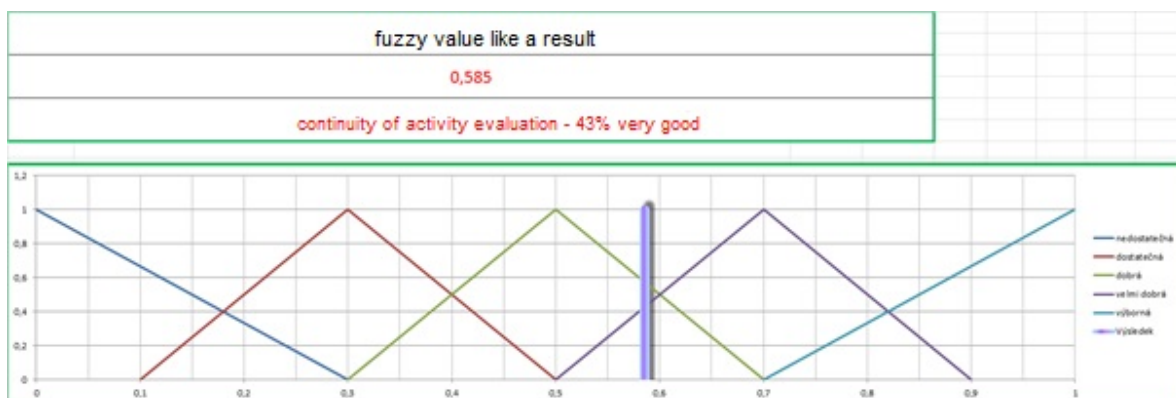 fuzzy value like a result
0,585
continuity of activity evaluation - 43% very good
1,2
1
0,8
0,6
0,4
0,2
0
0 0,1 0,2 0,3 0,4 0,5 0,6 0,7 0,8 0,9 1
nedostatečná
dostatečná
dobrá
velmi dobrá
výborná
Výsledek